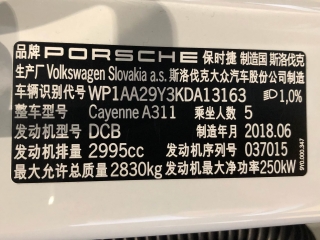 品牌 PORSCHE 保时捷 制造国 斯洛伐克
生产厂 Volkswagen Slovakia a.s. 斯洛伐克大众汽车股份公司制造
车辆识别代号 WP1AA29Y3KDA13163 1,0%
整车型号 Cayenne A311 乘坐人数 5
发动机型号 DCB 制造年月 2018.06
发动机排量 2995cc 发动机号 037015
最大允许总质量 2830kg 发动机最大净功率 250kW
9Y0.000.347